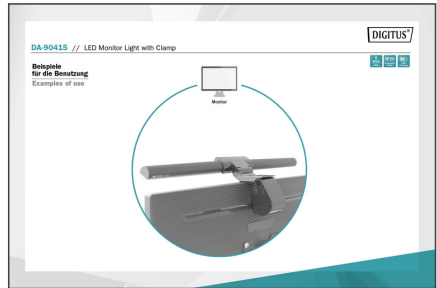 DIGITUS®
DA-90415 // LED Monitor Light with Clamp
Beispiele
für die Benutzung
Examples of use
Monitor